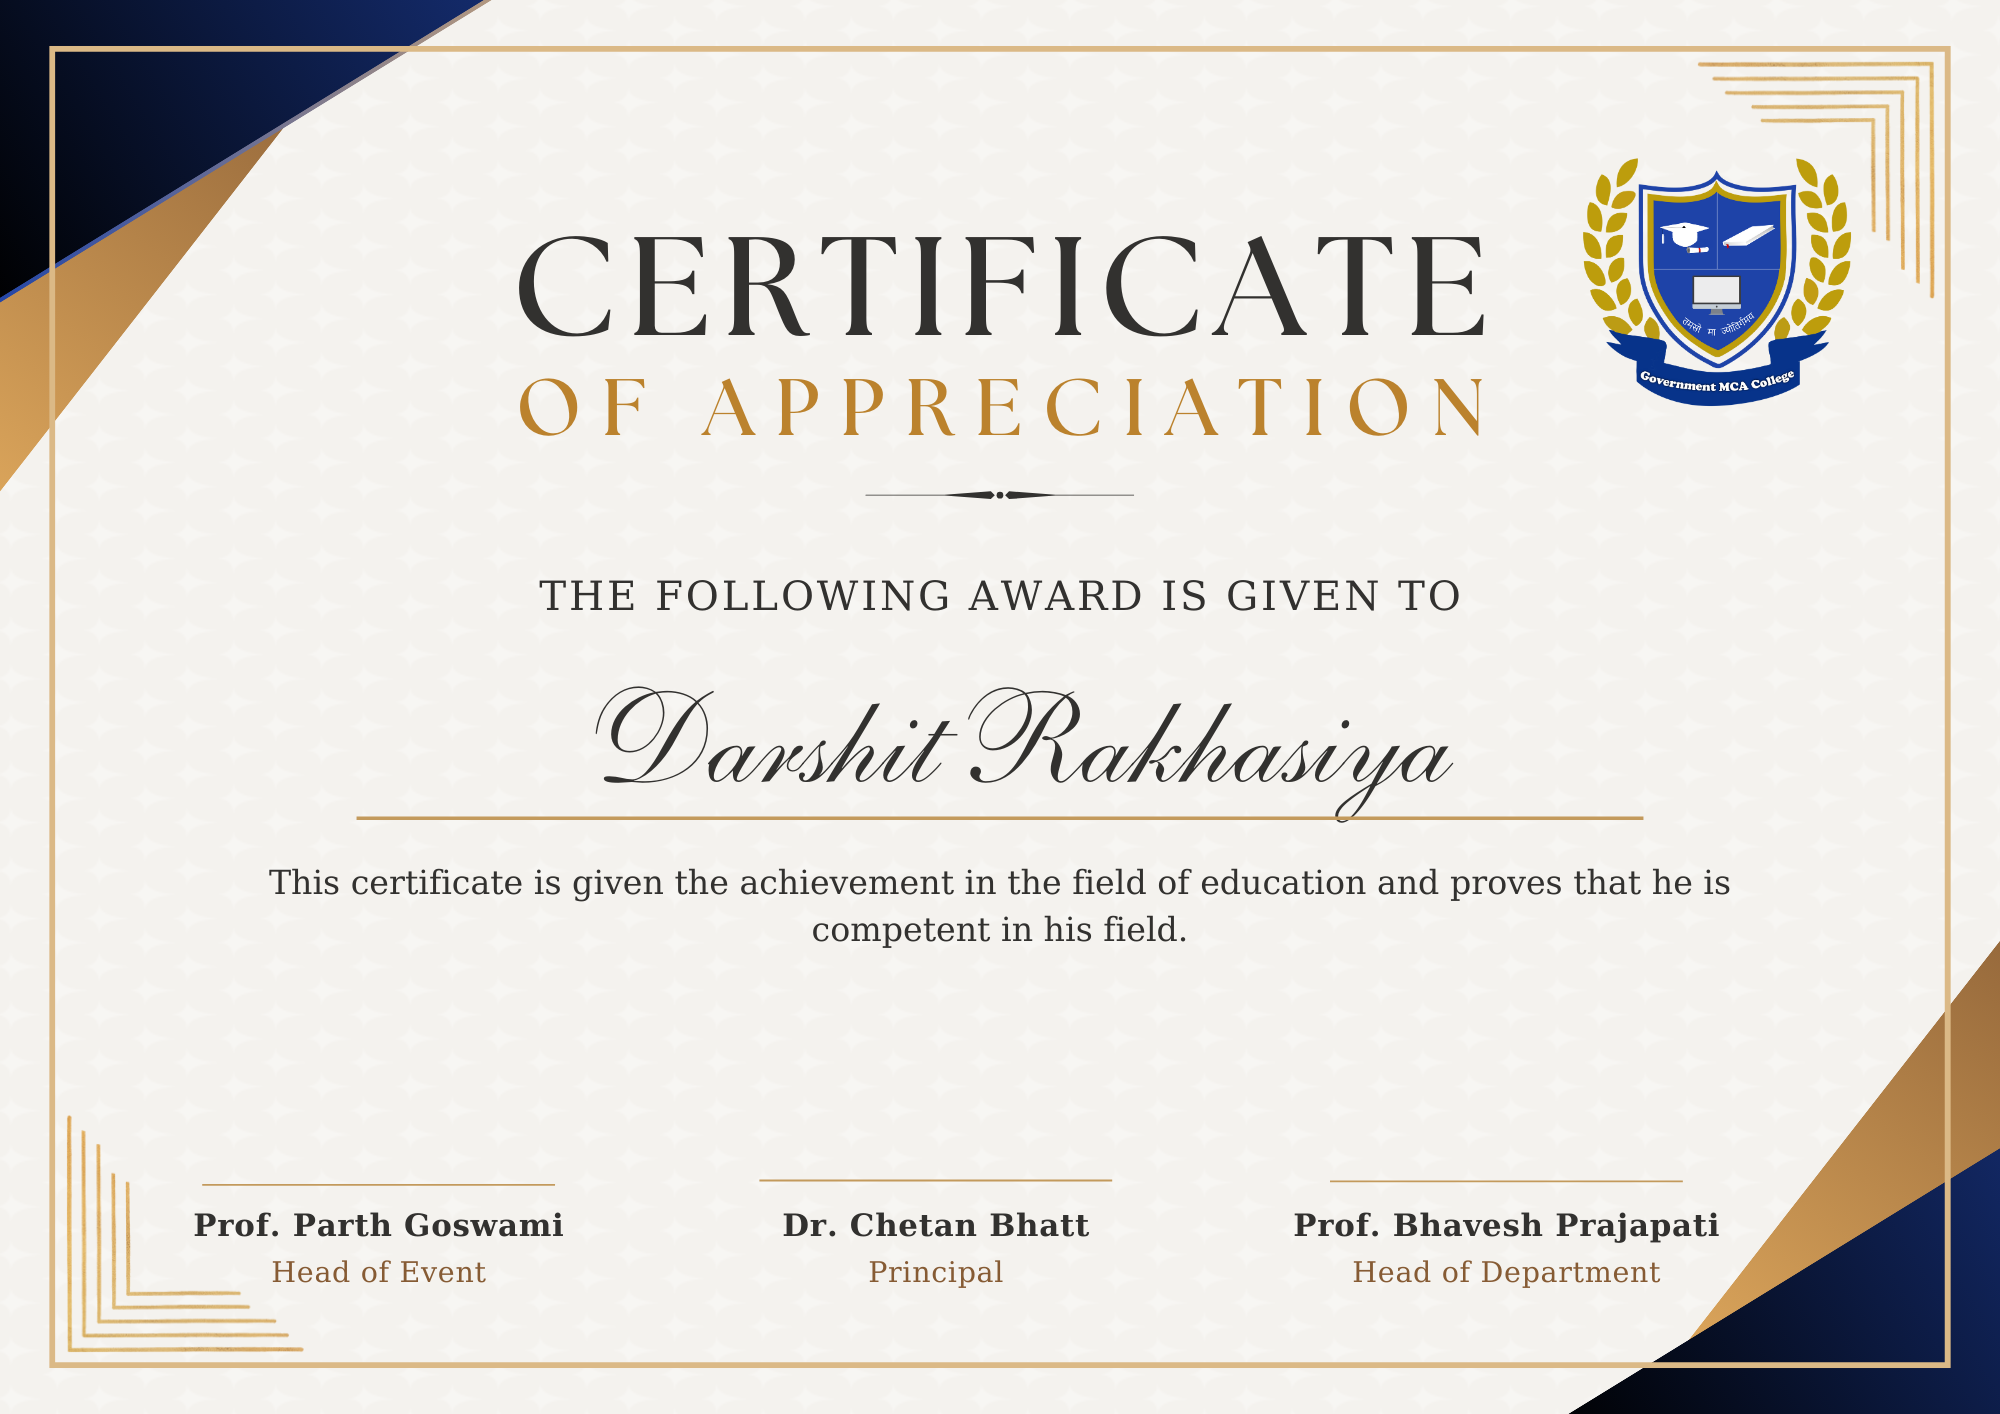 CERTIFICATE
OF APPRECIATION
तमसो मा ज्योतिर्गमय
Government MCA College
THE FOLLOWING AWARD IS GIVEN TO
Darshit Rakhasiya
This certificate is given the achievement in the field of education and proves that he is
competent in his field.
Prof. Parth Goswami
Head of Event
Dr. Chetan Bhatt
Principal
Prof. Bhavesh Prajapati
Head of Department